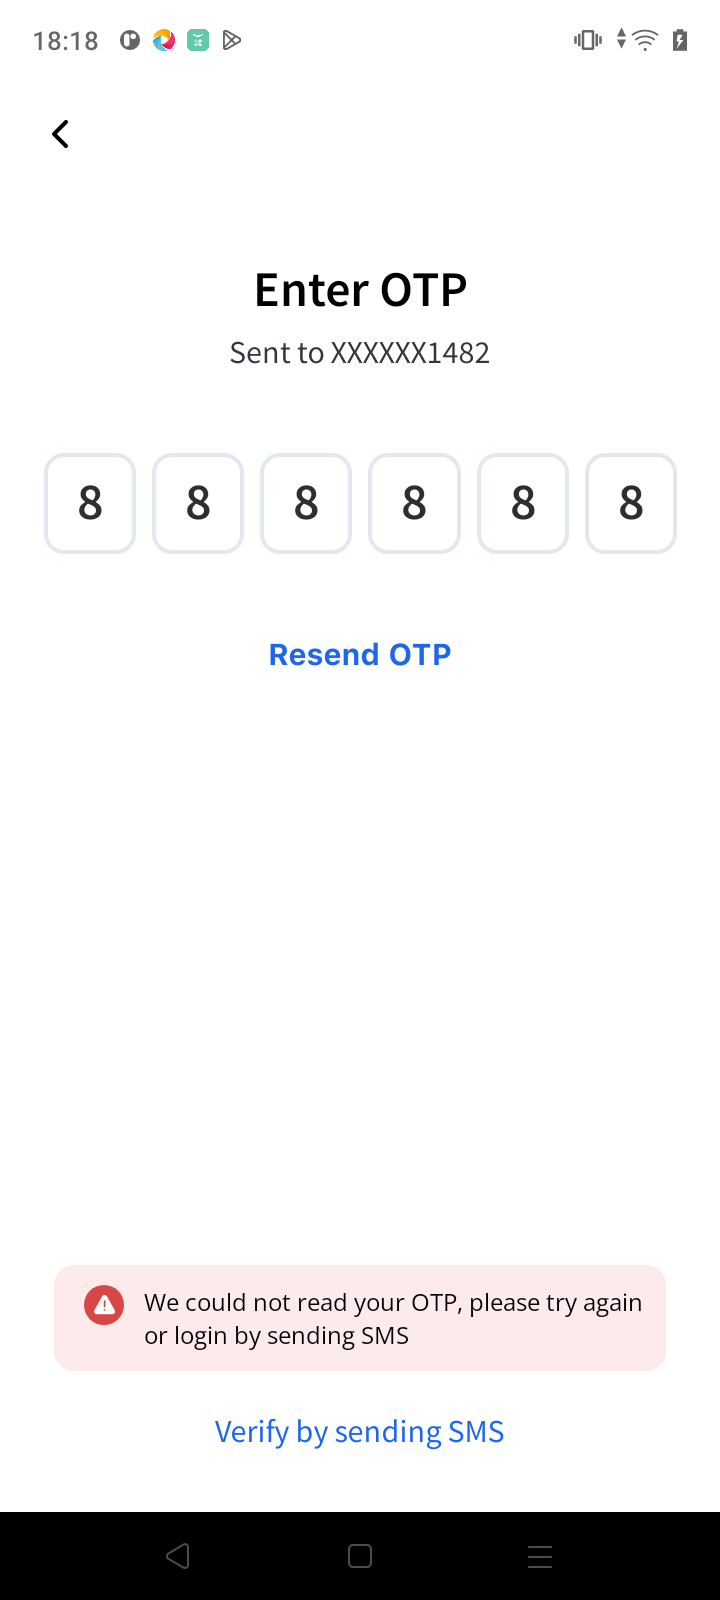 18:18
Enter OTP
Sent to XXXXXX1482
8 8 8 8 8 8
Resend OTP
We could not read your OTP, please try again
or login by sending SMS
Verify by sending SMS